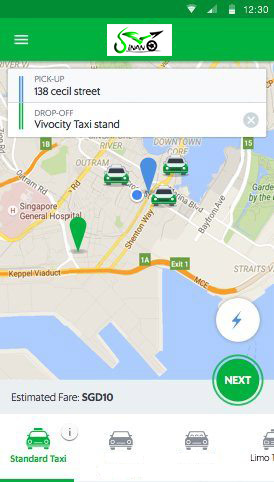 12:30
SINAN
PICK-UP
138 cecil street
DROP-OFF
Vivocity Taxi stand
DOWNTOWN
CORE
1B
15
OUTRAM
Outram Rd
H Singapore
General Hospital
Shenton Way
Bayfront Ave
Keppel Viaduct
1A
Exit 1
MCE
STRAITS V
NEXT
Estimated Fare: SGD10
i
Standard Taxi
Limo T